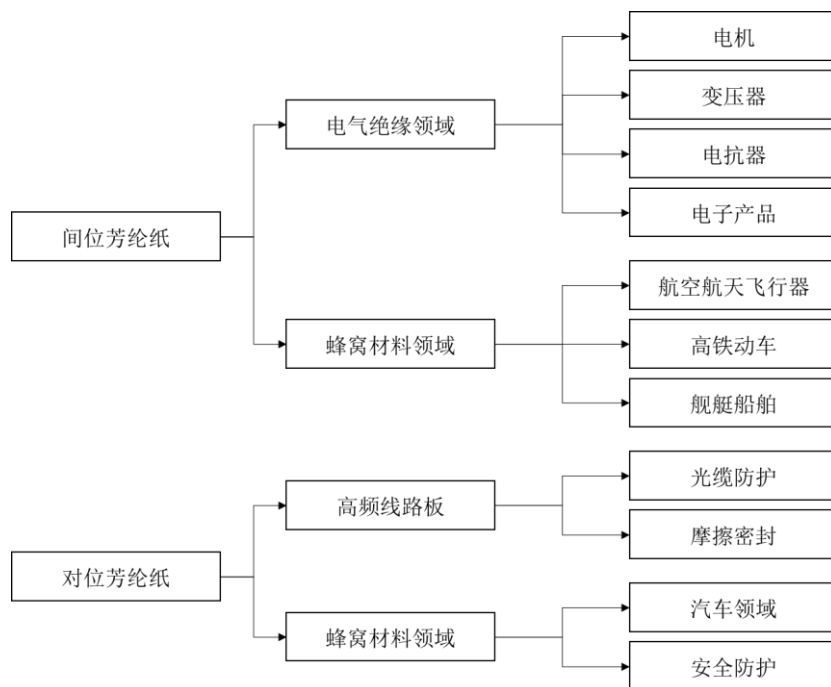 间位芳纶纸
电气绝缘领域
电机
变压器
电抗器
电子产品
蜂窝材料领域
航空航天飞行器
高铁动车
舰艇船舶
对位芳纶纸
高频线路板
光缆防护
摩擦密封
蜂窝材料领域
汽车领域
安全防护